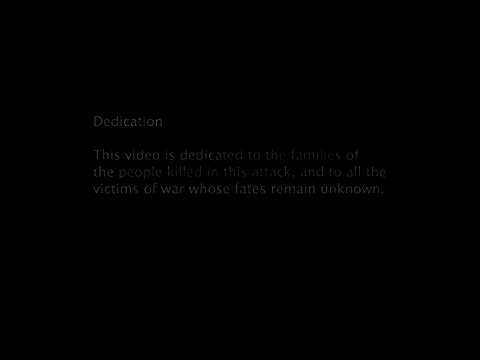 Dedication
This video is dedicated to the families of
the people killed in this attack, and to all the
victims of war whose fates remain unknown.